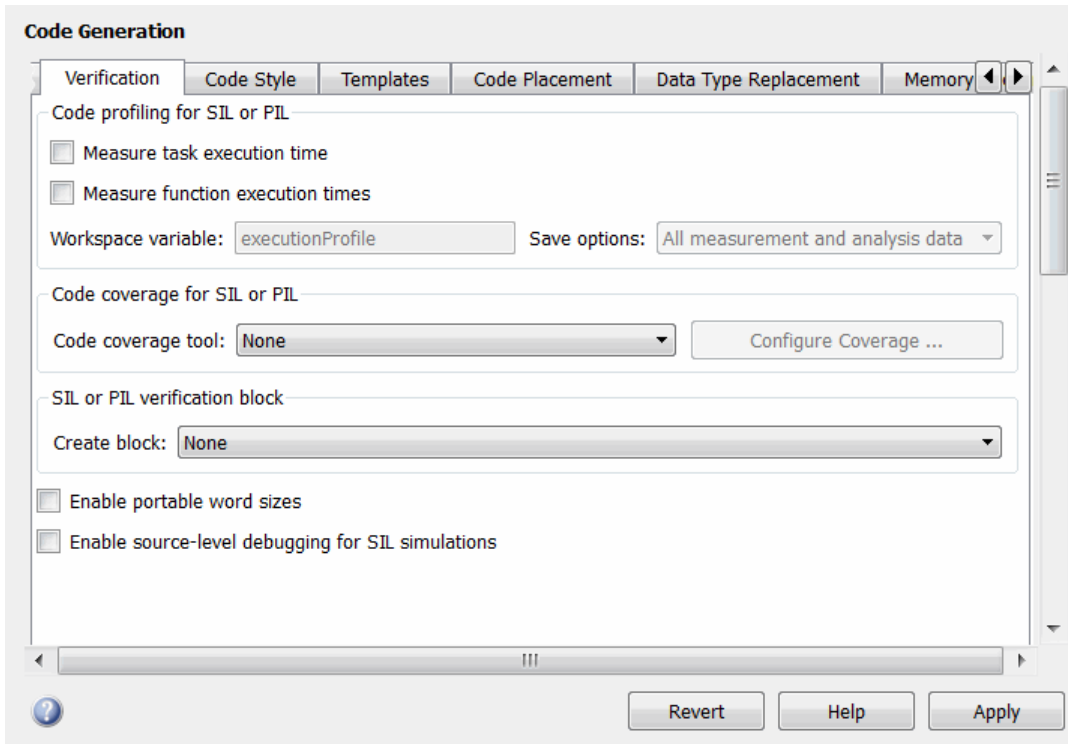 Code Generation
Verification Code Style Templates Code Placement Data Type Replacement Memory
Code profiling for SIL or PIL
Measure task execution time
Measure function execution times
Workspace variable: executionProfile Save options: All measurement and analysis data
Code coverage for SIL or PIL
Code coverage tool: None Configure Coverage ...
SIL or PIL verification block
Create block: None
Enable portable word sizes
Enable source-level debugging for SIL simulations
Revert Help Apply